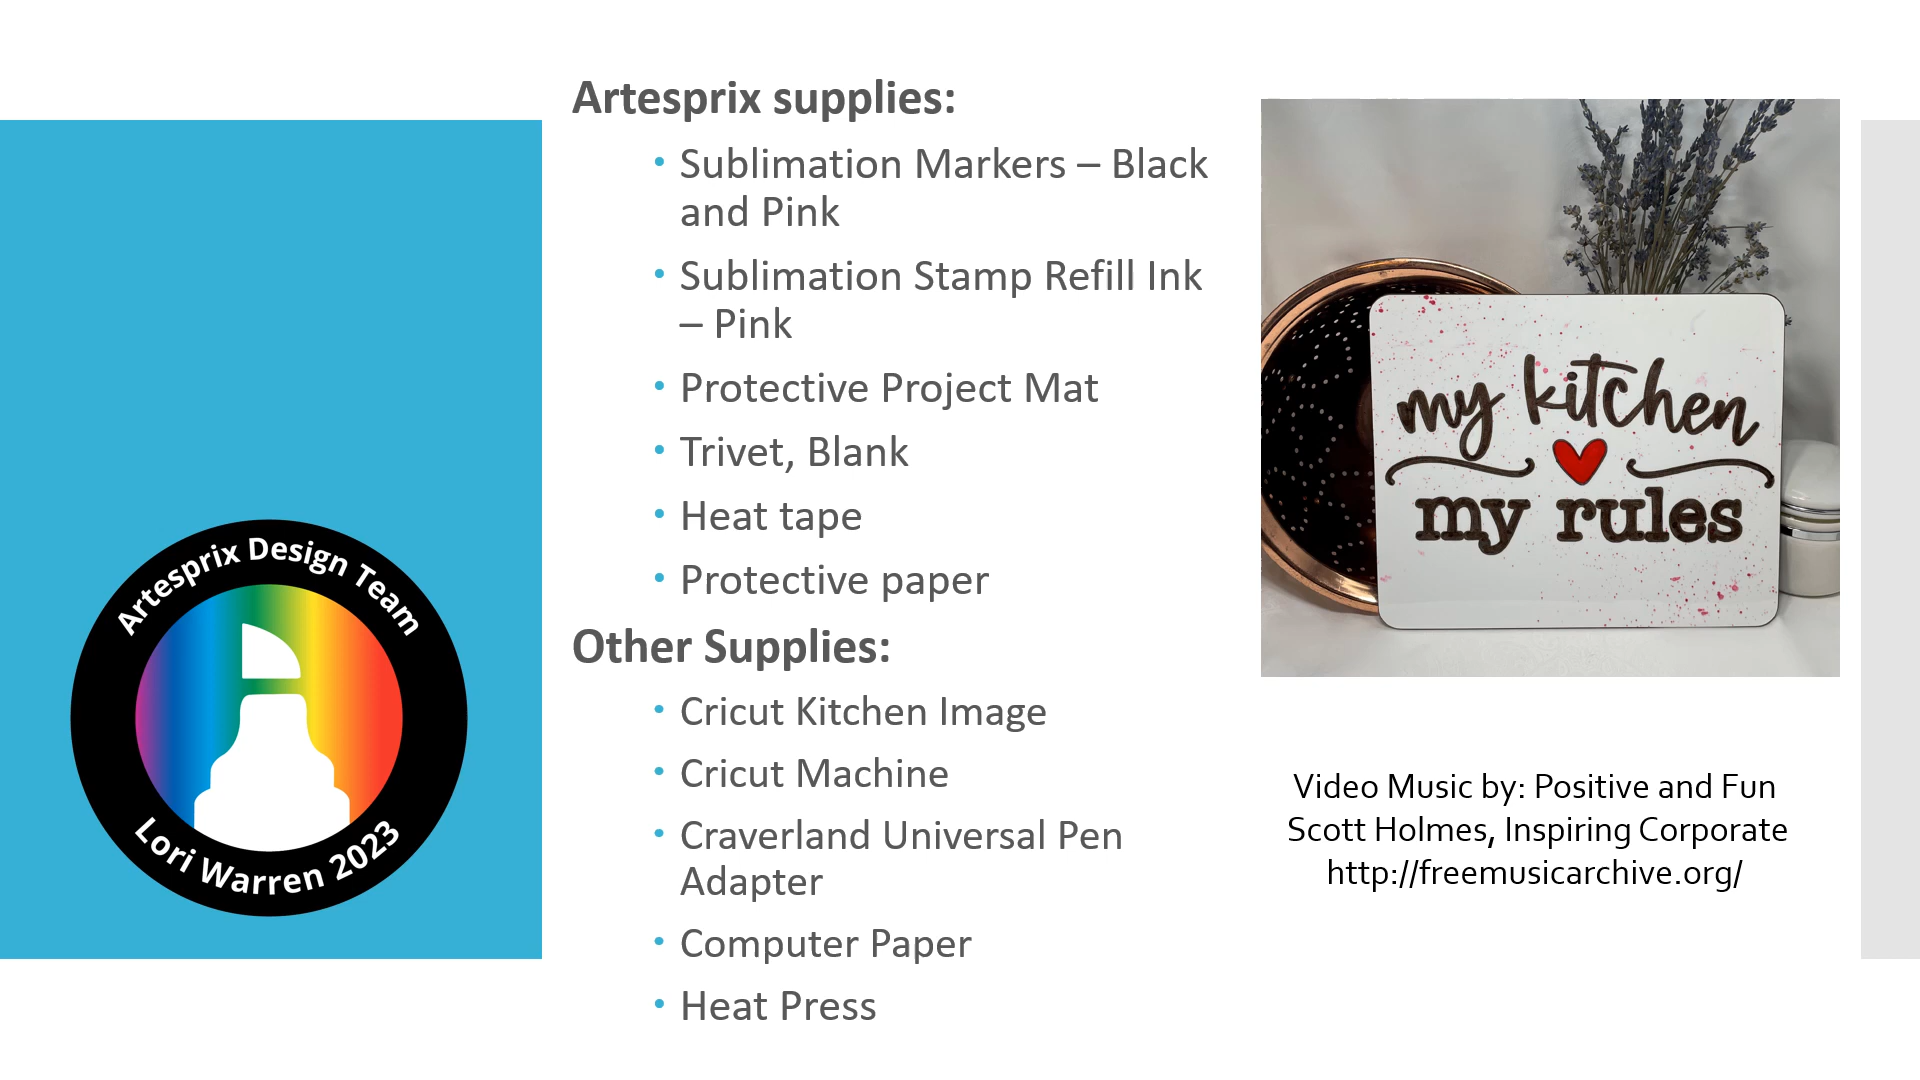 Artesprix supplies:
• Sublimation Markers – Black
and Pink
• Sublimation Stamp Refill Ink
– Pink
• Protective Project Mat
• Trivet, Blank
• Heat tape
• Protective paper
Other Supplies:
• Cricut Kitchen Image
• Cricut Machine
• Craverland Universal Pen
Adapter
• Computer Paper
• Heat Press
Artesprix Design Team
Lori Warren 2023
my kitchen
my rules
Video Music by: Positive and Fun
Scott Holmes, Inspiring Corporate
http://freemusicarchive.org/